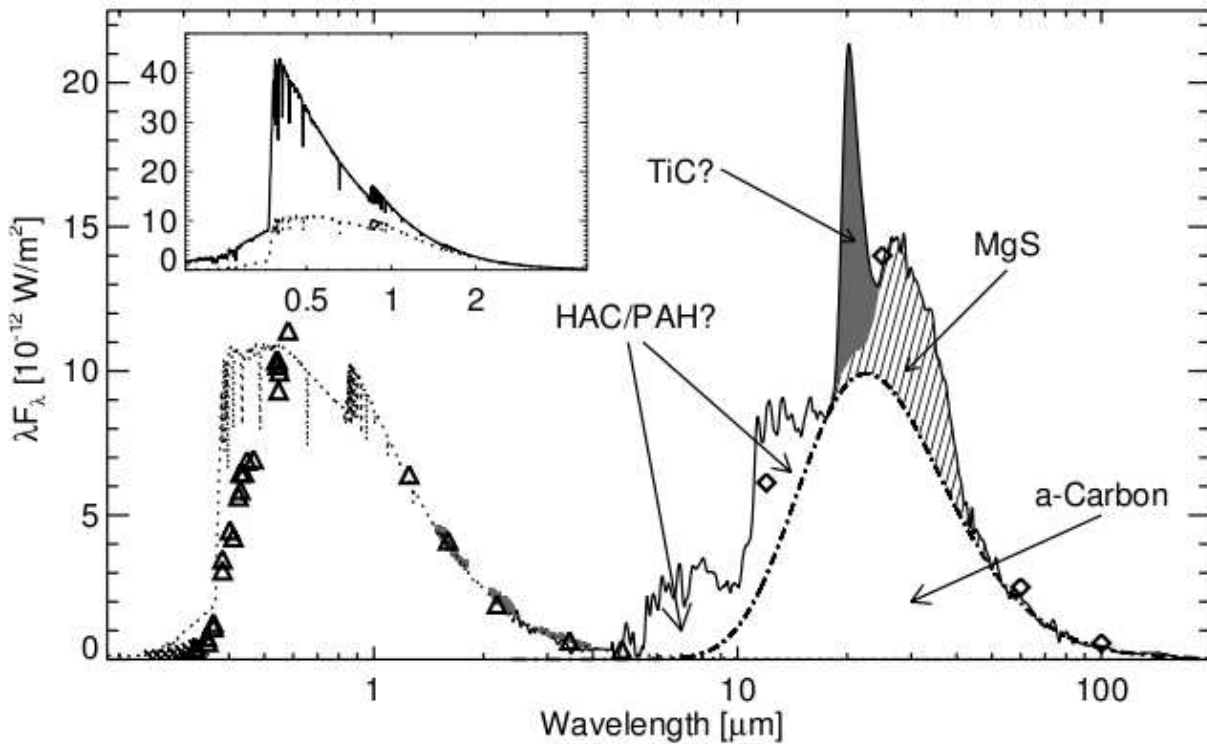 40
30
20
10
0
0.5 1 2
20
15
10
5
0
λF_λ [10^-12 W/m^2]
TiC?
MgS
HAC/PAH?
a-Carbon
1 10 100
Wavelength [μm]